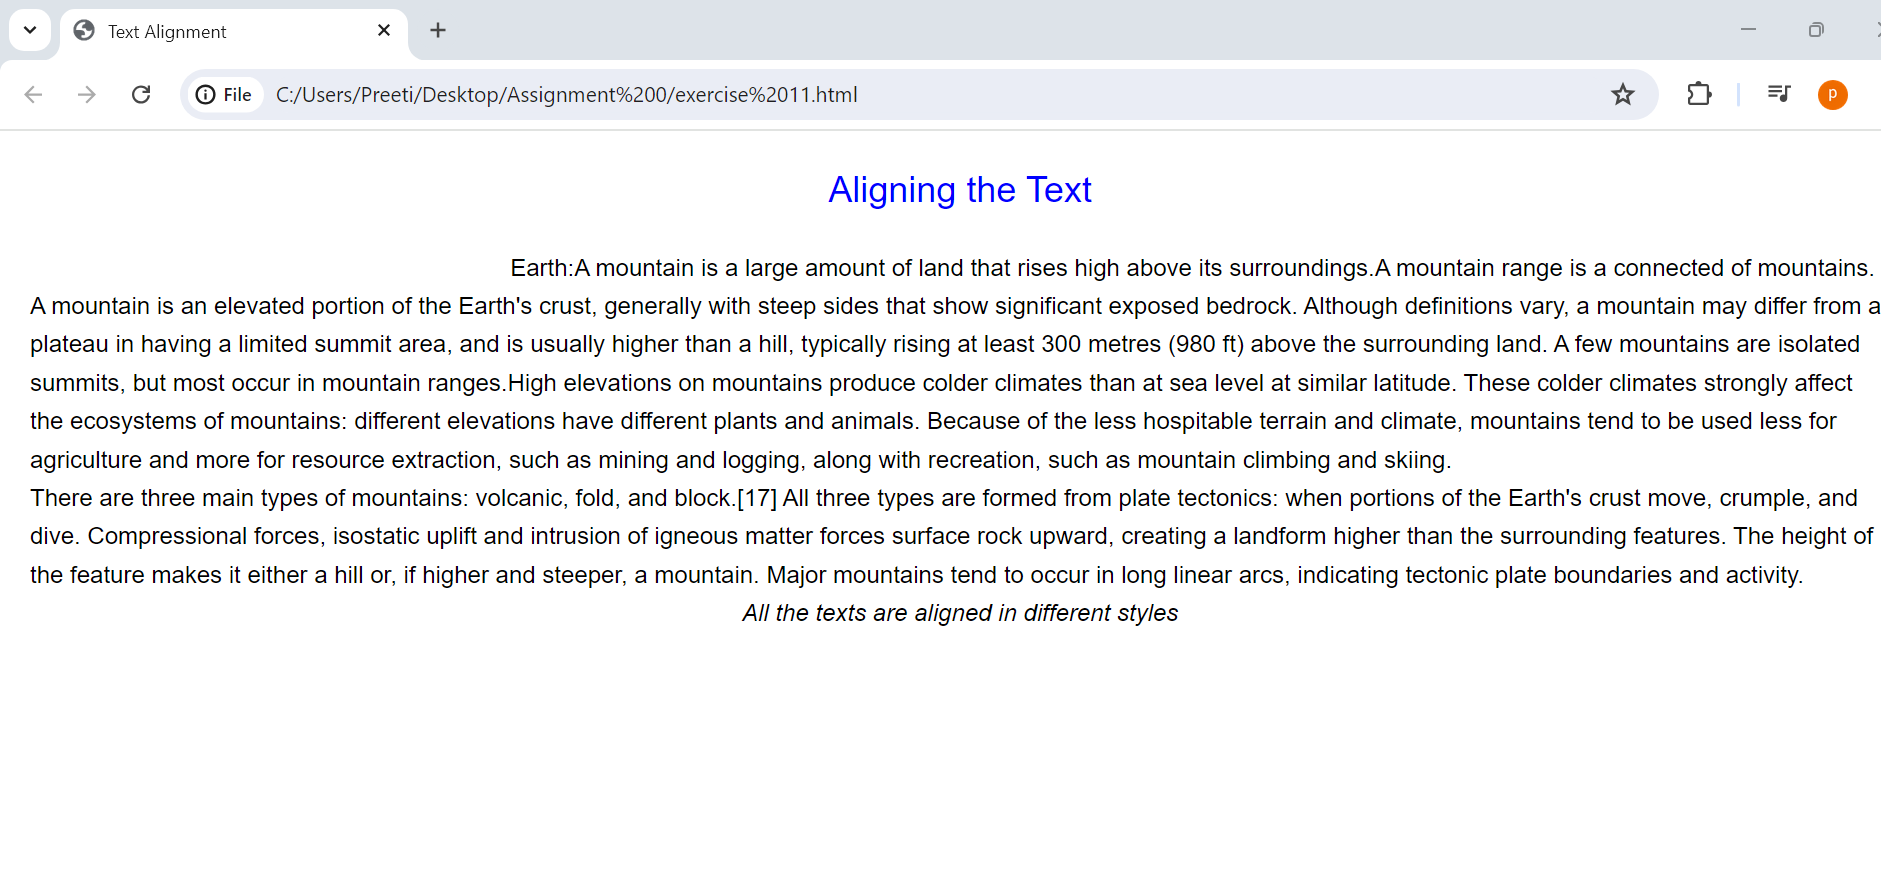 Text Alignment
File C:/Users/Preeti/Desktop/Assignment%200/exercise%2011.html
p
Aligning the Text
Earth:A mountain is a large amount of land that rises high above its surroundings.A mountain range is a connected of mountains.
A mountain is an elevated portion of the Earth's crust, generally with steep sides that show significant exposed bedrock. Although definitions vary, a mountain may differ from a
plateau in having a limited summit area, and is usually higher than a hill, typically rising at least 300 metres (980 ft) above the surrounding land. A few mountains are isolated
summits, but most occur in mountain ranges.High elevations on mountains produce colder climates than at sea level at similar latitude. These colder climates strongly affect
the ecosystems of mountains: different elevations have different plants and animals. Because of the less hospitable terrain and climate, mountains tend to be used less for
agriculture and more for resource extraction, such as mining and logging, along with recreation, such as mountain climbing and skiing.
There are three main types of mountains: volcanic, fold, and block.[17] All three types are formed from plate tectonics: when portions of the Earth's crust move, crumple, and
dive. Compressional forces, isostatic uplift and intrusion of igneous matter forces surface rock upward, creating a landform higher than the surrounding features. The height of
the feature makes it either a hill or, if higher and steeper, a mountain. Major mountains tend to occur in long linear arcs, indicating tectonic plate boundaries and activity.
All the texts are aligned in different styles